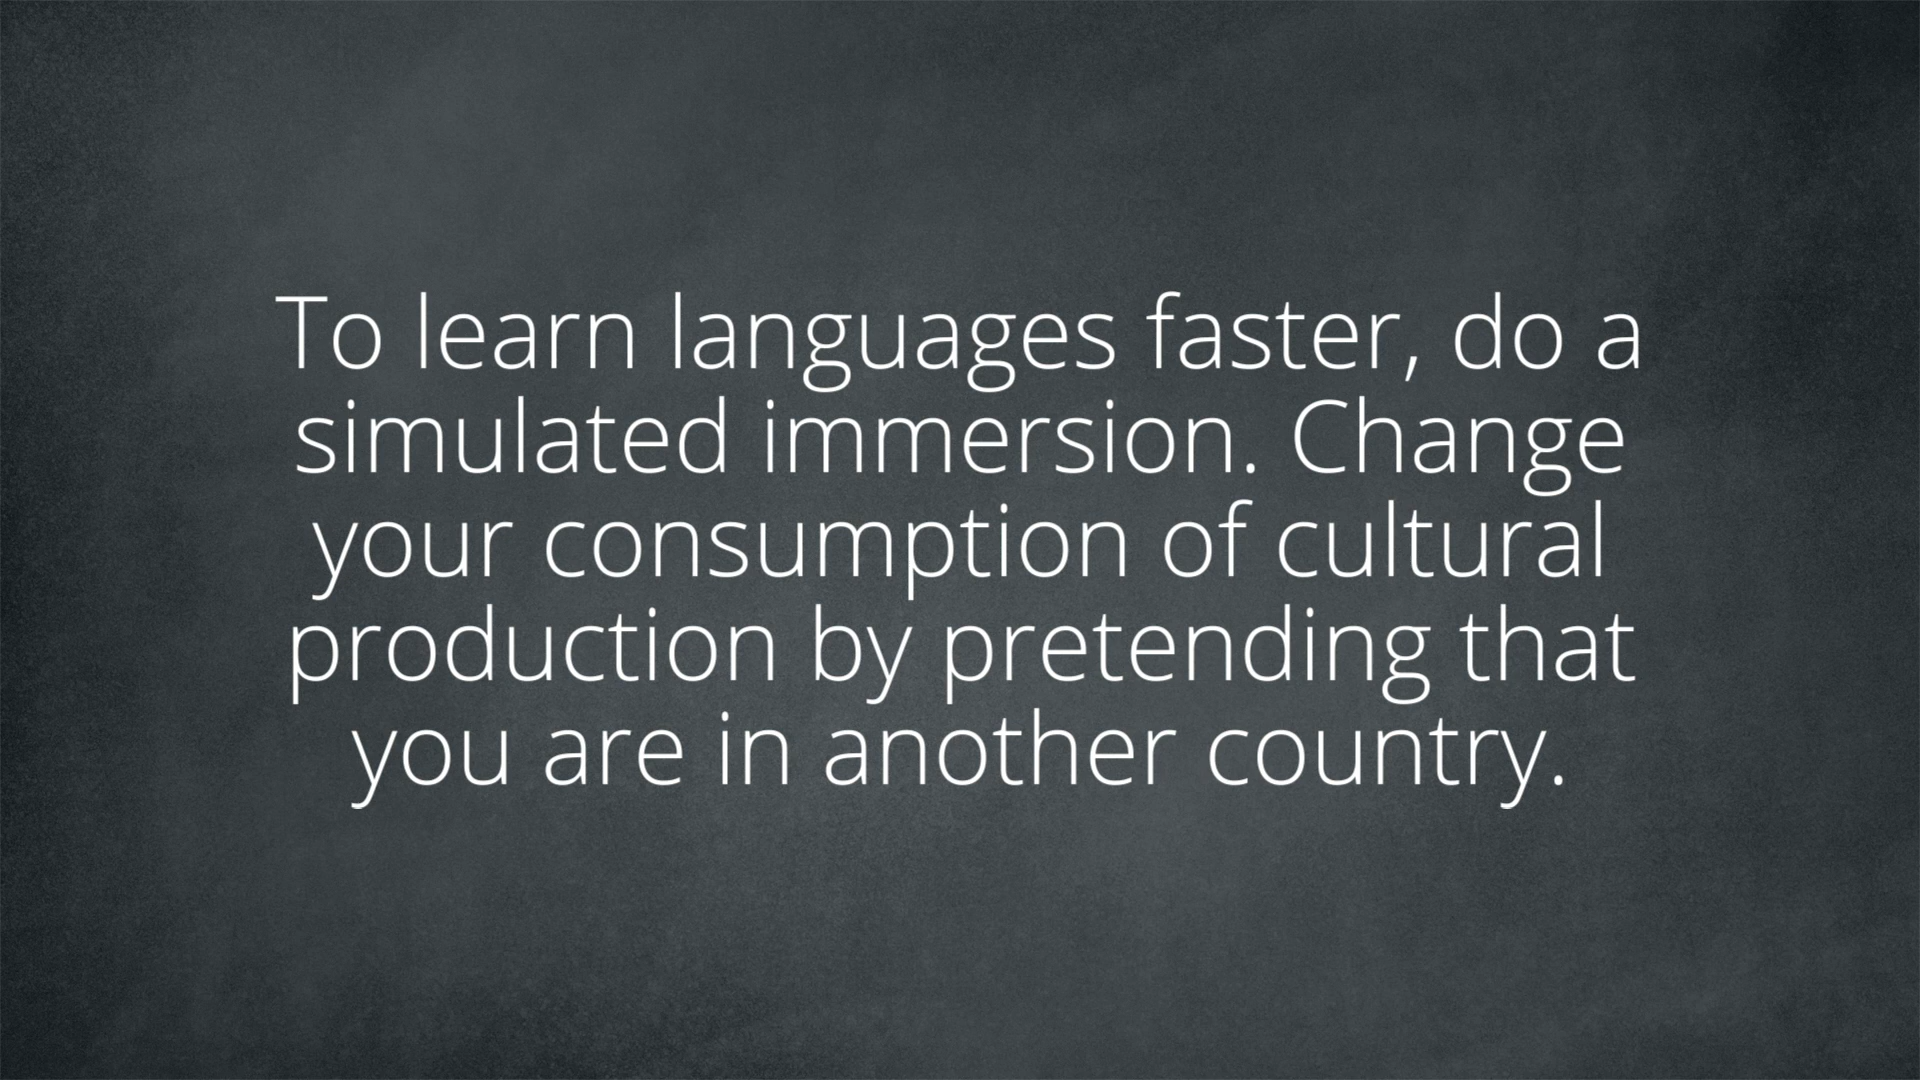 To learn languages faster, do a
simulated immersion. Change
your consumption of cultural
production by pretending that
you are in another country.